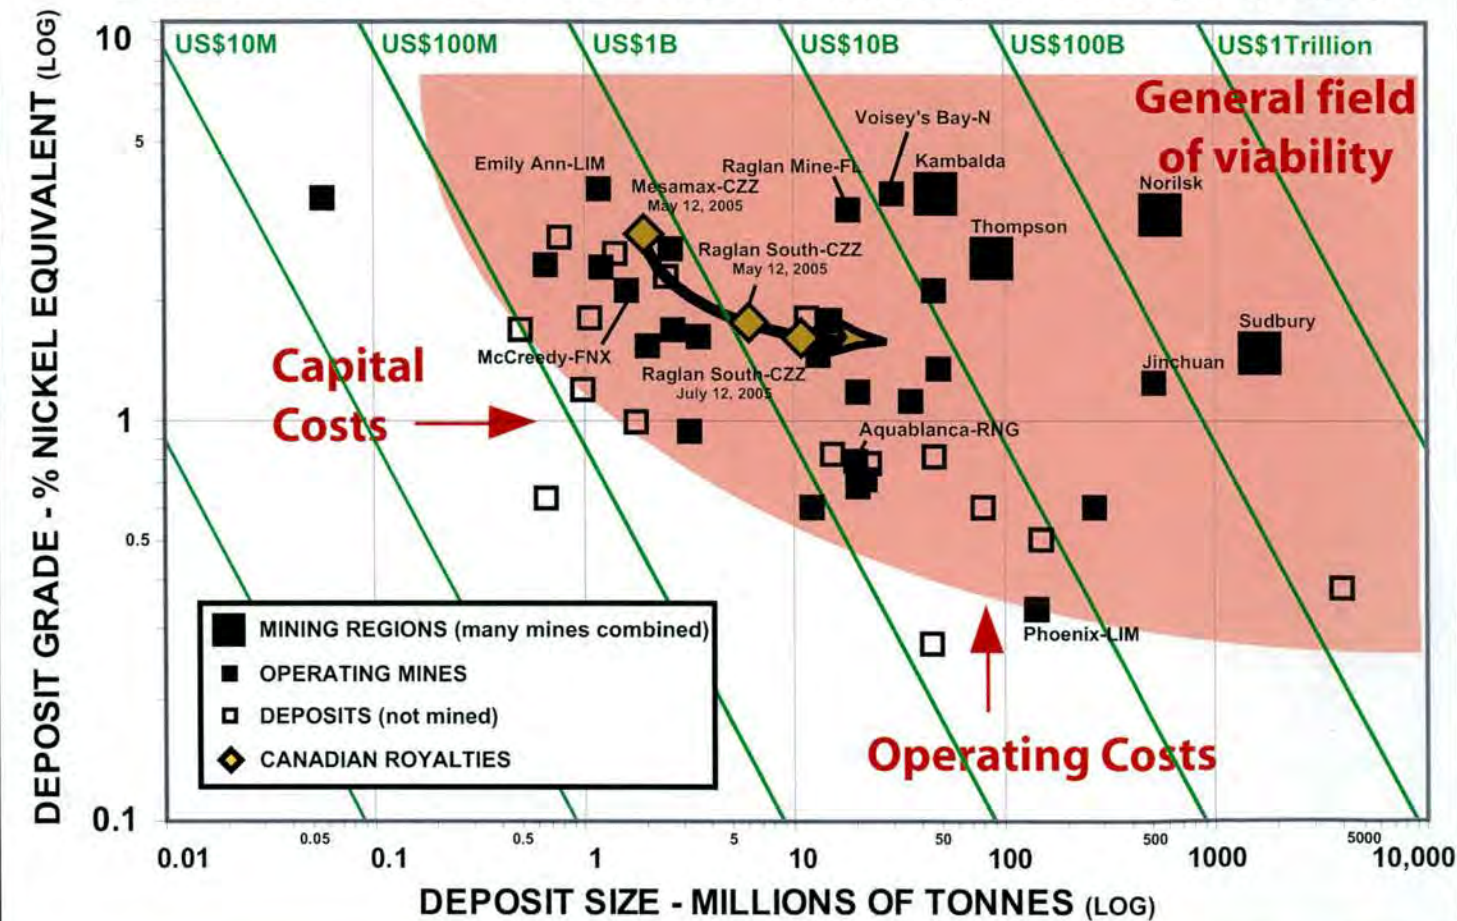 DEPOSIT GRADE - % NICKEL EQUIVALENT (LOG)
10
5
1
0.5
0.1
US$10M
US$100M
US$1B
US$10B
US$100B
US$1Trillion
General field
of viability
Voisey's Bay-N
Emily Ann-LIM
Raglan Mine-FL
Kambalda
Mesamax-CZZ
May 12, 2005
Norilsk
Thompson
Raglan South-CZZ
May 12, 2005
Sudbury
McCreedy-FNX
Jinchuan
Raglan South-CZZ
July 12, 2005
Capital
Costs
Aquablanca-RNG
Phoenix-LIM
Operating Costs
MINING REGIONS (many mines combined)
OPERATING MINES
DEPOSITS (not mined)
CANADIAN ROYALTIES
0.01
0.05
0.1
0.5
1
5
10
50
100
500
1000
5000
10,000
DEPOSIT SIZE - MILLIONS OF TONNES (LOG)